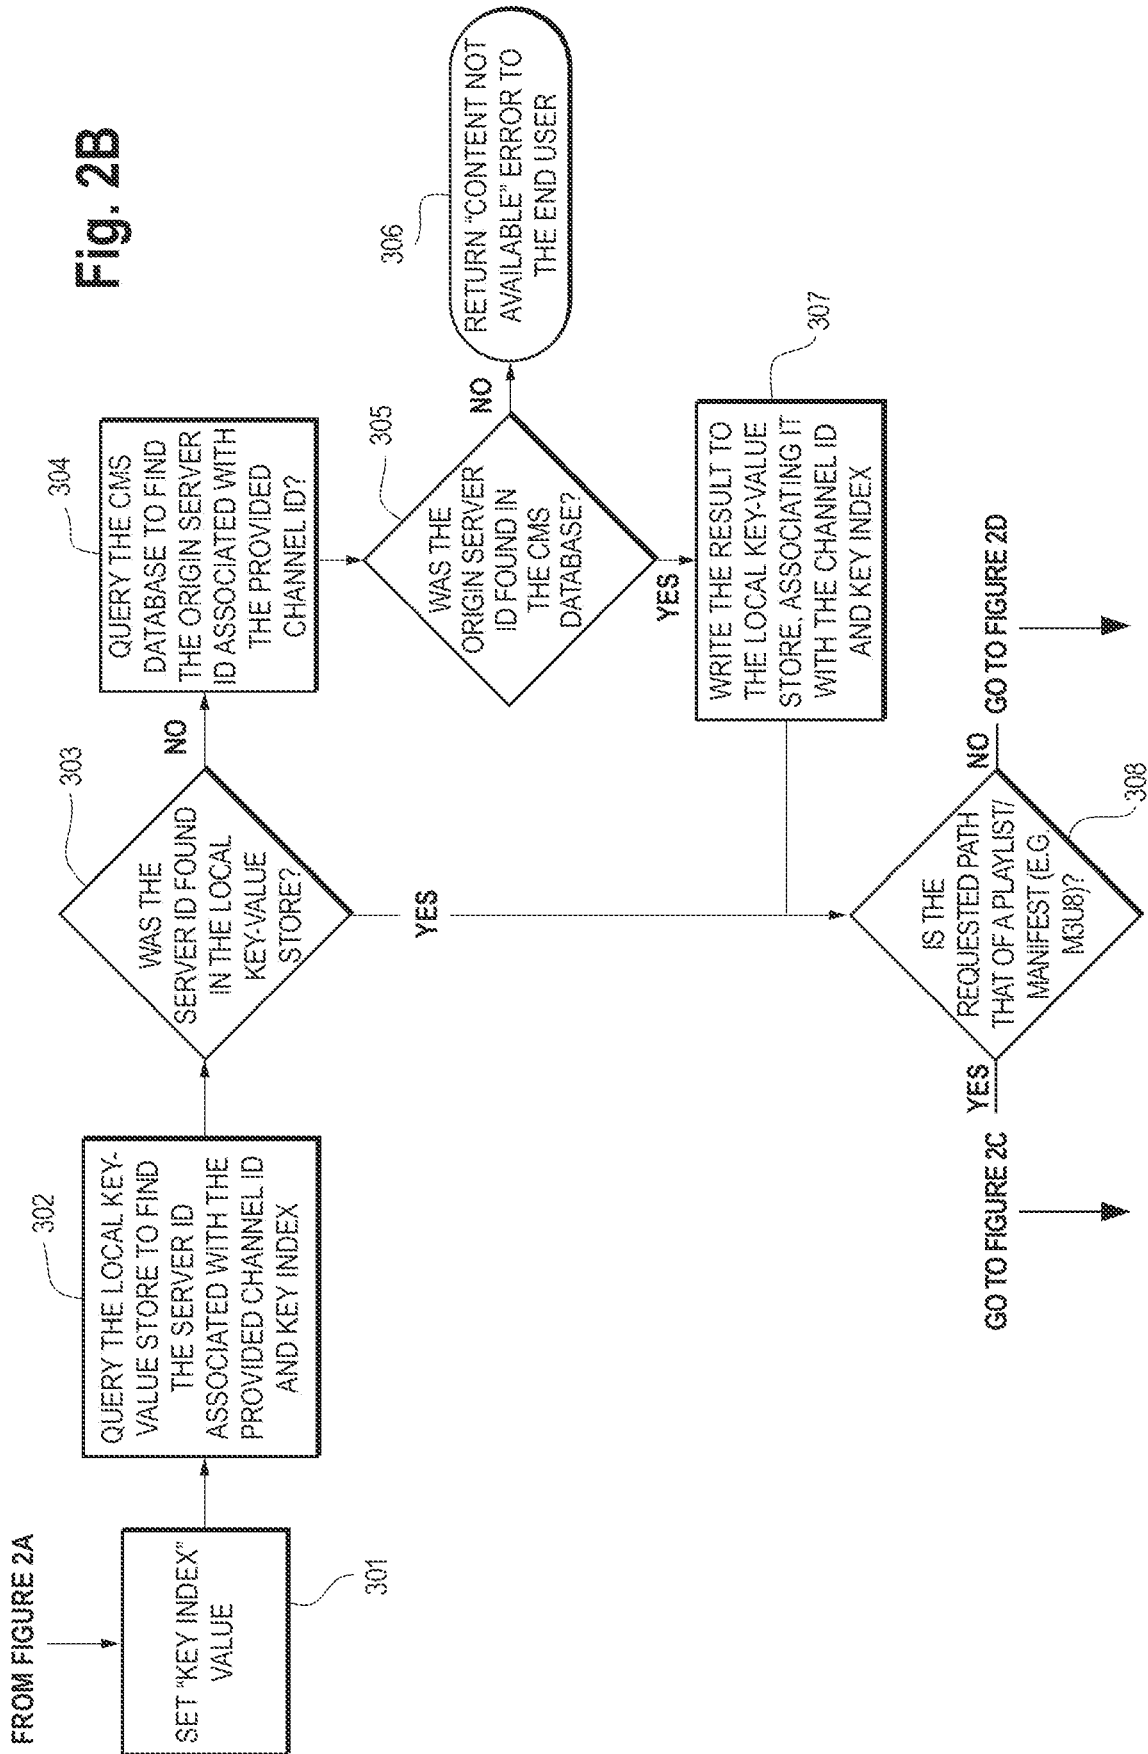 Fig. 2B
FROM FIGURE 2A
SET "KEY INDEX"
VALUE
301
302
QUERY THE LOCAL KEY-
VALUE STORE TO FIND
THE SERVER ID
ASSOCIATED WITH THE
PROVIDED CHANNEL ID
AND KEY INDEX
303
WAS THE
SERVER ID FOUND
IN THE LOCAL
KEY-VALUE
STORE?
NO
YES
304
QUERY THE CMS
DATABASE TO FIND
THE ORIGIN SERVER
ID ASSOCIATED WITH
THE PROVIDED
CHANNEL ID?
305
WAS THE
ORIGIN SERVER
ID FOUND IN
THE CMS
DATABASE?
NO
YES
306
RETURN "CONTENT NOT
AVAILABLE" ERROR TO
THE END USER
307
WRITE THE RESULT TO
THE LOCAL KEY-VALUE
STORE, ASSOCIATING IT
WITH THE CHANNEL ID
AND KEY INDEX
IS THE
REQUESTED PATH
THAT OF A PLAYLIST/
MANIFEST (E.G.
M3U8)?
308
YES
NO
GO TO FIGURE 2C
GO TO FIGURE 2D